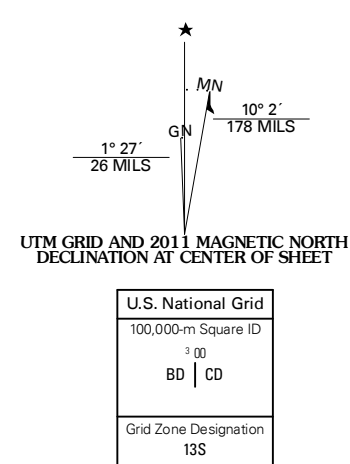 MN
GN
10° 2´
178 MILS
1° 27´
26 MILS
UTM GRID AND 2011 MAGNETIC NORTH
DECLINATION AT CENTER OF SHEET
U.S. National Grid
100,000-m Square ID
3 00
BD CD
Grid Zone Designation
13S